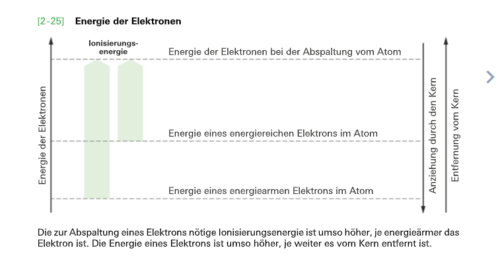 [2-25] Energie der Elektronen
Ionisierungs-
energie
Energie der Elektronen bei der Abspaltung vom Atom
Energie eines energiereichen Elektrons im Atom
Energie eines energiearmen Elektrons im Atom
Energie der Elektronen
Anziehung durch den Kern
Entfernung vom Kern
Die zur Abspaltung eines Elektrons nötige Ionisierungsenergie ist umso höher, je energieärmer das
Elektron ist. Die Energie eines Elektrons ist umso höher, je weiter es vom Kern entfernt ist.